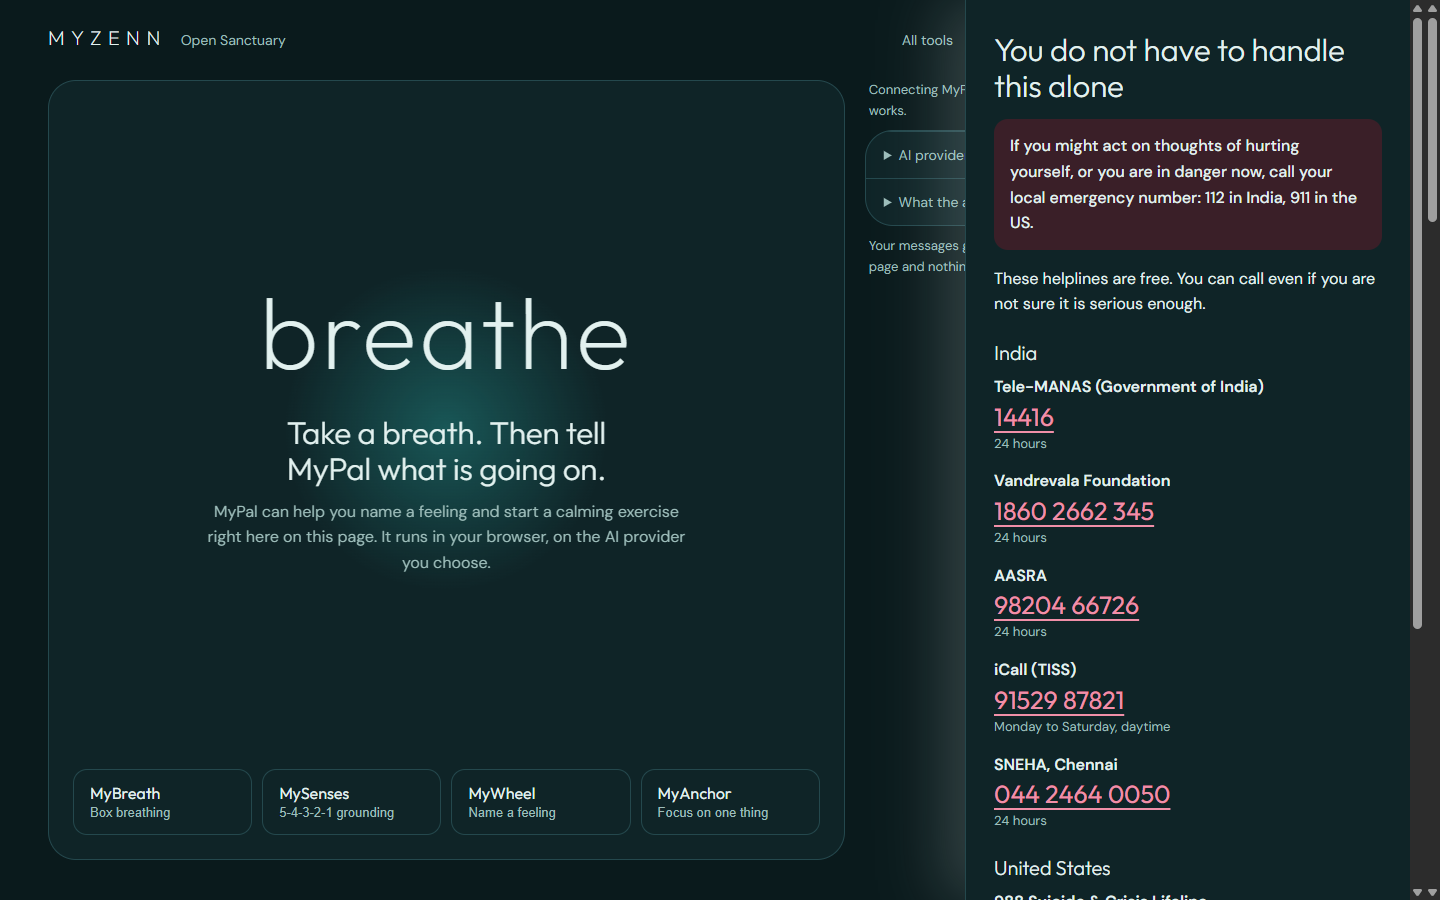 MYZENN Open Sanctuary
All tools
breathe
Take a breath. Then tell
MyPal what is going on.
MyPal can help you name a feeling and start a calming exercise
right here on this page. It runs in your browser, on the AI provider
you choose.
MyBreath
Box breathing
MySenses
5-4-3-2-1 grounding
MyWheel
Name a feeling
MyAnchor
Focus on one thing
Connecting
works.
▶ AI
▶ What the
Your messages
page and
You do not have to handle
this alone
If you might act on thoughts of hurting
yourself, or you are in danger now, call your
local emergency number: 112 in India, 911 in the
US.
These helplines are free. You can call even if you are
not sure it is serious enough.
India
Tele-MANAS (Government of India)
14416
24 hours
Vandrevala Foundation
1860 2662 345
24 hours
AASRA
98204 66726
24 hours
iCall (TISS)
91529 87821
Monday to Saturday, daytime
SNEHA, Chennai
044 2464 0050
24 hours
United States
988 Suicide & Crisis Lifeline